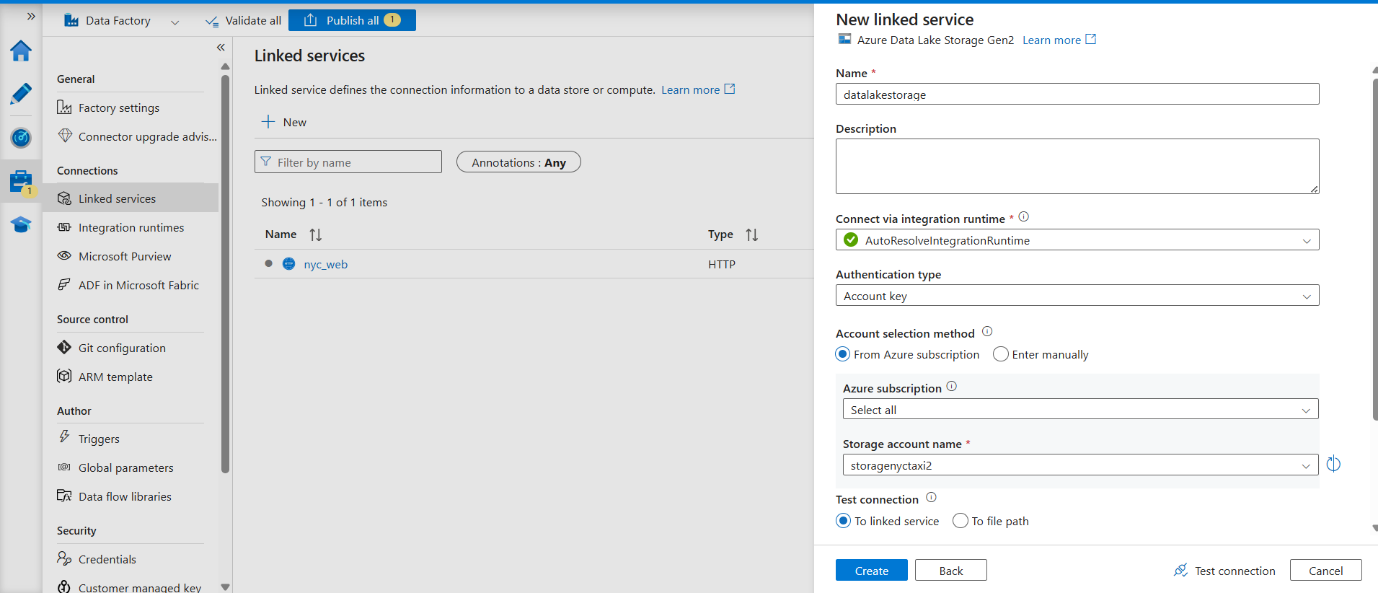 Data Factory
Validate all
Publish all 1
General
Factory settings
Connector upgrade advis...
Connections
Linked services
1
Integration runtimes
Microsoft Purview
ADF in Microsoft Fabric
Source control
Git configuration
ARM template
Author
Triggers
Global parameters
Data flow libraries
Security
Credentials
Customer managed key
Linked services
Linked service defines the connection information to a data store or compute. Learn more
New
Filter by name
Annotations : Any
Showing 1 - 1 of 1 items
Name Type
nyc_web HTTP
New linked service
Azure Data Lake Storage Gen2 Learn more
Name *
datalakestorage
Description
Connect via integration runtime *
AutoResolveIntegrationRuntime
Authentication type
Account key
Account selection method
From Azure subscription Enter manually
Azure subscription
Select all
Storage account name *
storagenyctaxi2
Test connection
To linked service To file path
Create Back Test connection Cancel